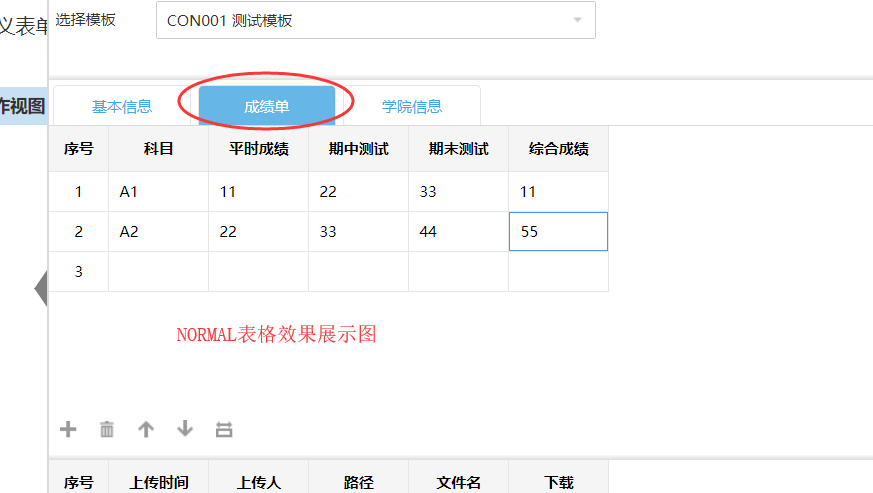 义表单
选择模板 CON001 测试模板
作视图
基本信息 成绩单 学院信息
序号 科目 平时成绩 期中测试 期末测试 综合成绩
1 A1 11 22 33 11
2 A2 22 33 44 55
3
NORMAL表格效果展示图
序号 上传时间 上传人 路径 文件名 下载